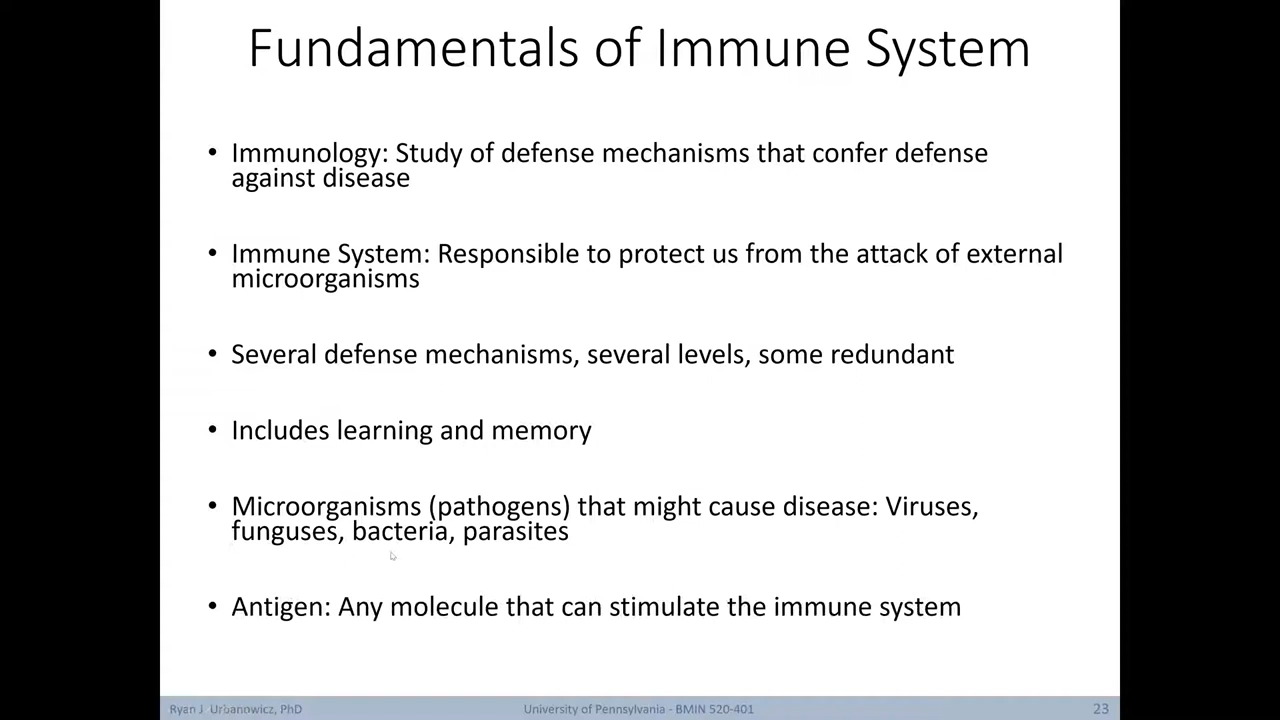 Fundamentals of Immune System
• Immunology: Study of defense mechanisms that confer defense
against disease
• Immune System: Responsible to protect us from the attack of external
microorganisms
• Several defense mechanisms, several levels, some redundant
• Includes learning and memory
• Microorganisms (pathogens) that might cause disease: Viruses,
funguses, bacteria, parasites
• Antigen: Any molecule that can stimulate the immune system
Ryan J. Urbanowicz, PhD
University of Pennsylvania - BMIN 520-401
23